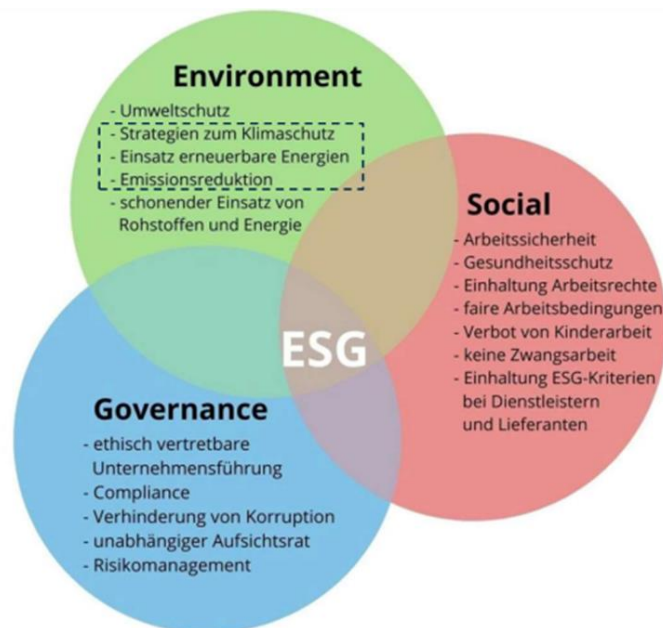 Environment
- Umweltschutz
- Strategien zum Klimaschutz
- Einsatz erneuerbare Energien
- Emissionsreduktion
- schonender Einsatz von
Rohstoffen und Energie
Social
- Arbeitssicherheit
- Gesundheitsschutz
- Einhaltung Arbeitsrechte
- faire Arbeitsbedingungen
- Verbot von Kinderarbeit
- keine Zwangsarbeit
- Einhaltung ESG-Kriterien
bei Dienstleistern
und Lieferanten
ESG
Governance
- ethisch vertretbare
Unternehmensführung
- Compliance
- Verhinderung von Korruption
- unabhängiger Aufsichtsrat
- Risikomanagement